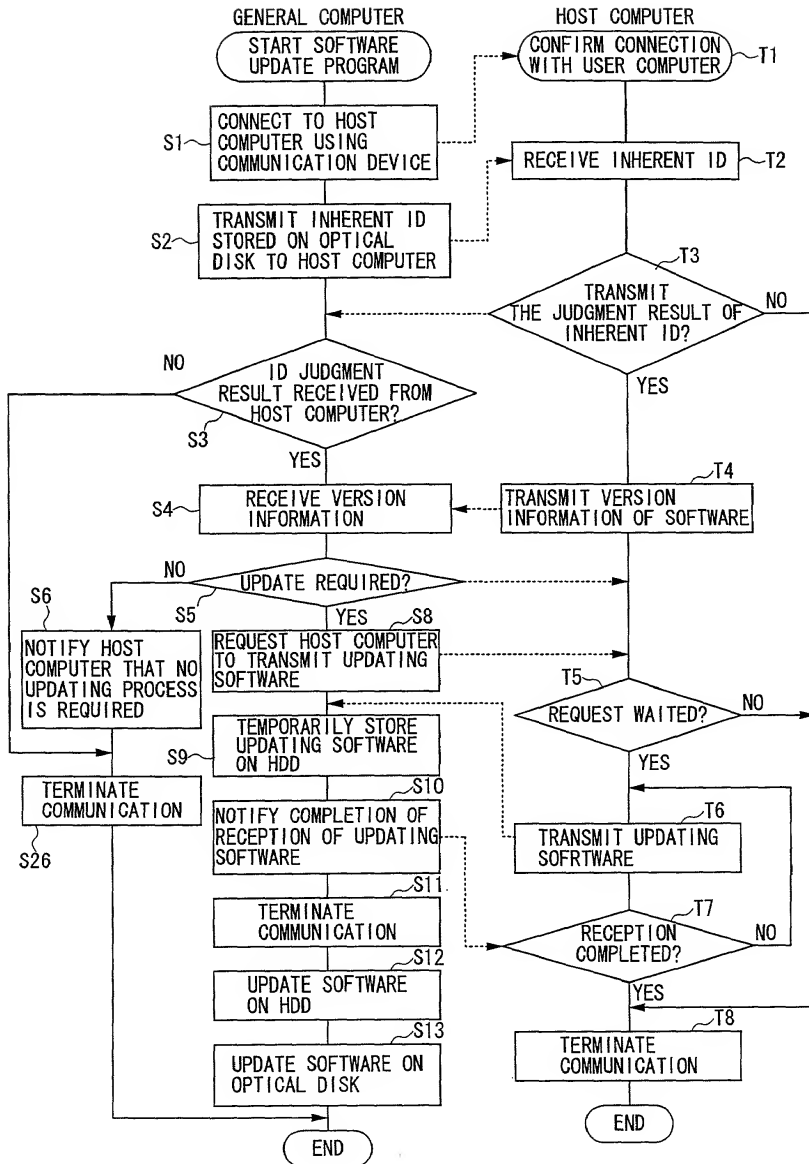 GENERAL COMPUTER
START SOFTWARE
UPDATE PROGRAM
S1
CONNECT TO HOST
COMPUTER USING
COMMUNICATION DEVICE
S2
TRANSMIT INHERENT ID
STORED ON OPTICAL
DISK TO HOST COMPUTER
NO
ID JUDGMENT
RESULT RECEIVED FROM
HOST COMPUTER?
S3
YES
S4
RECEIVE VERSION
INFORMATION
NO
UPDATE REQUIRED?
S5
YES
S6
NOTIFY HOST
COMPUTER THAT NO
UPDATING PROCESS
IS REQUIRED
S8
REQUEST HOST COMPUTER
TO TRANSMIT UPDATING
SOFTWARE
S9
TEMPORARILY STORE
UPDATING SOFTWARE
ON HDD
TERMINATE
COMMUNICATION
S26
S10
NOTIFY COMPLETION OF
RECEPTION OF UPDATING
SOFTWARE
S11
TERMINATE
COMMUNICATION
S12
UPDATE SOFTWARE
ON HDD
S13
UPDATE SOFTWARE ON
OPTICAL DISK
END
HOST COMPUTER
CONFIRM CONNECTION
WITH USER COMPUTER
T1
RECEIVE INHERENT ID
T2
T3
TRANSMIT
THE JUDGMENT RESULT OF
INHERENT ID?
NO
YES
T4
TRANSMIT VERSION
INFORMATION OF SOFTWARE
T5
REQUEST WAITED?
NO
YES
T6
TRANSMIT UPDATING
SOFRTWARE
T7
RECEPTION
COMPLETED?
NO
YES
T8
TERMINATE
COMMUNICATION
END